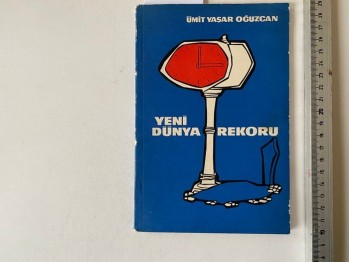 ÜMİT YAŞAR OĞUZCAN
YENİ
DÜNYA REKORU